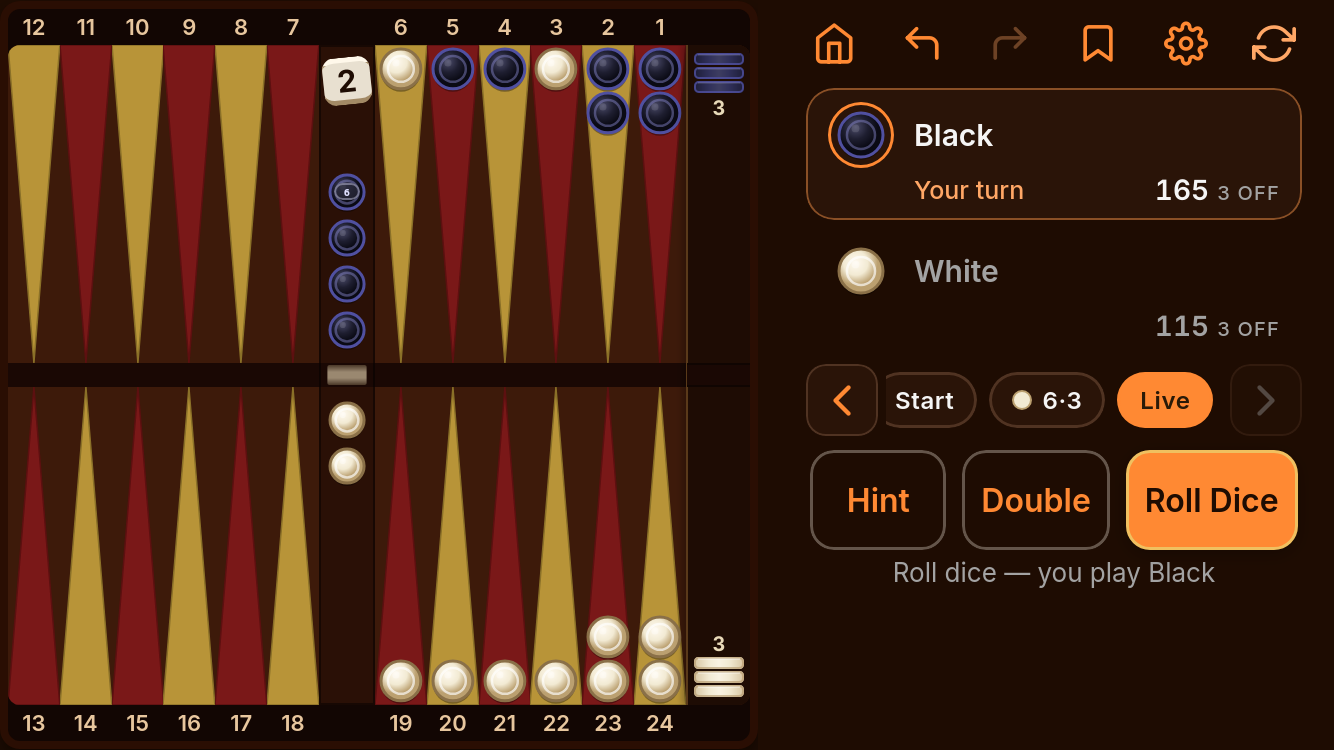 12 11 10 9 8 7 6 5 4 3 2 1
2
3
6
3
13 14 15 16 17 18 19 20 21 22 23 24
Black
Your turn 165 3 OFF
White
115 3 OFF
Start 6·3 Live
Hint Double Roll Dice
Roll dice — you play Black